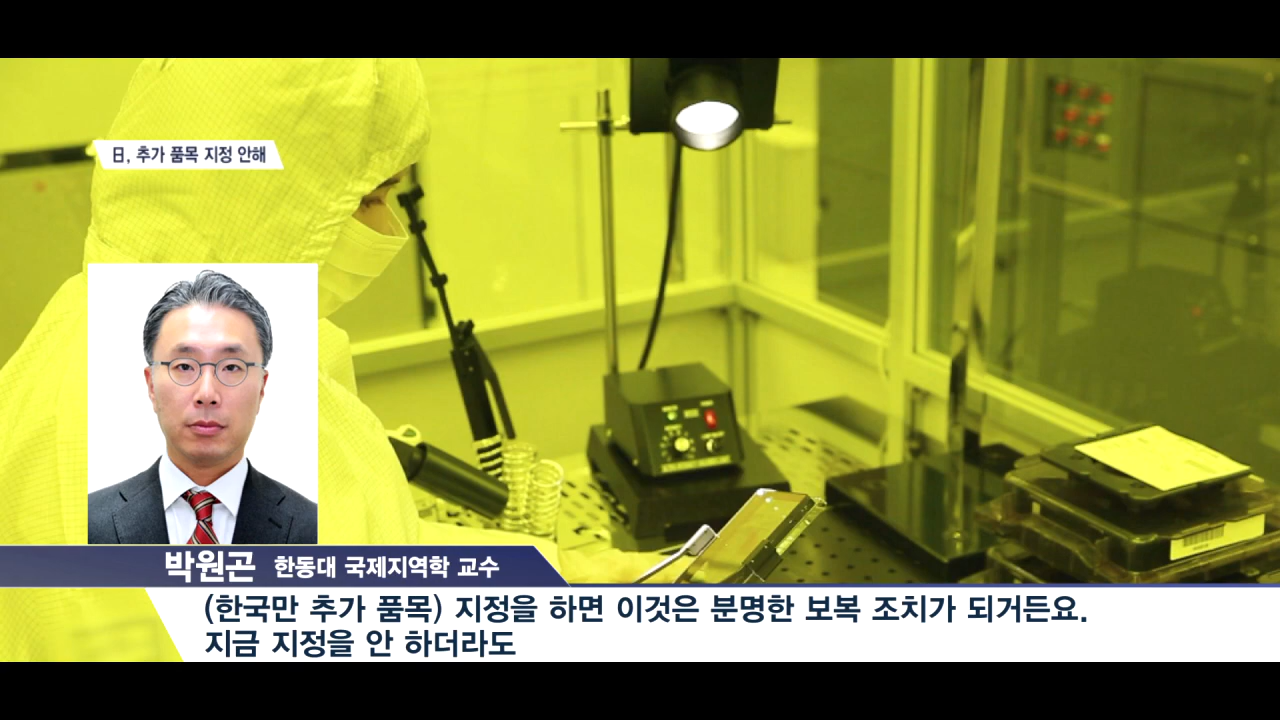 日, 추가 품목 지정 안해
박원곤 한동대 국제지역학 교수
(한국만 추가 품목) 지정을 하면 이것은 분명한 보복 조치가 되거든요.
지금 지정을 안 하더라도